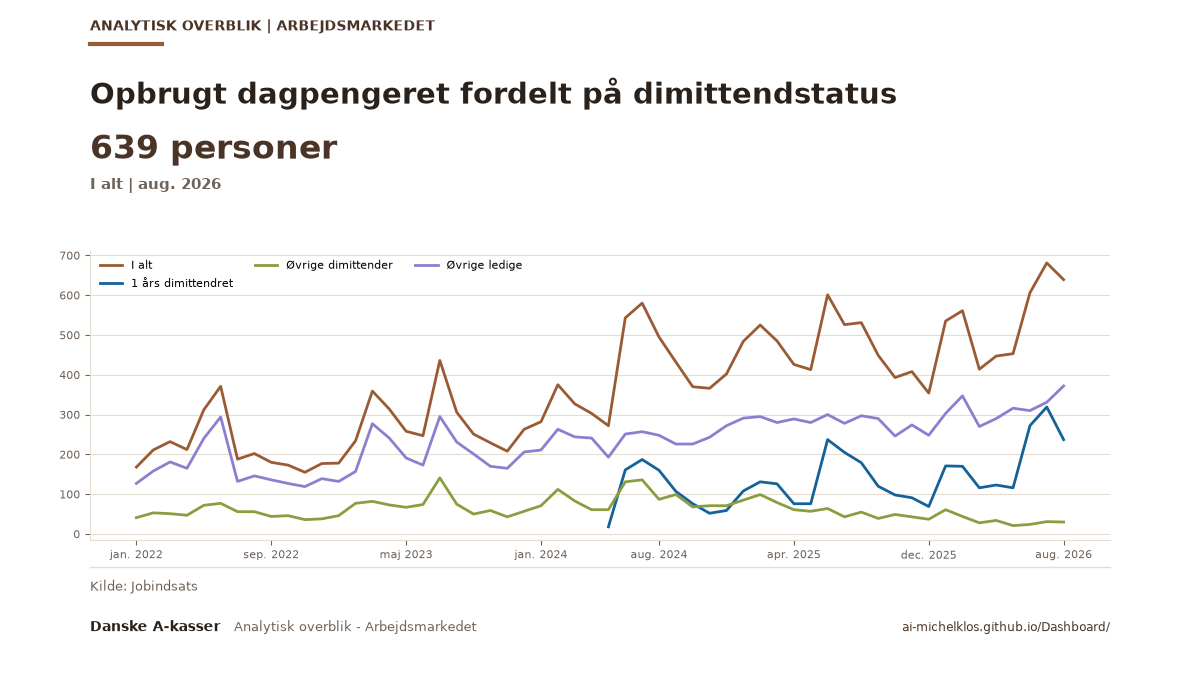 ANALYTISK OVERBLIK | ARBEJDSMARKEDET
Opbrugt dagpengeret fordelt på dimittendstatus
639 personer
I alt | aug. 2026
700
600
500
400
300
200
100
0
I alt
1 års dimittendret
Øvrige dimittender
Øvrige ledige
jan. 2022
sep. 2022
maj 2023
jan. 2024
aug. 2024
apr. 2025
dec. 2025
aug. 2026
Kilde: Jobindsats
Danske A-kasser Analytisk overblik - Arbejdsmarkedet
ai-michelklos.github.io/Dashboard/